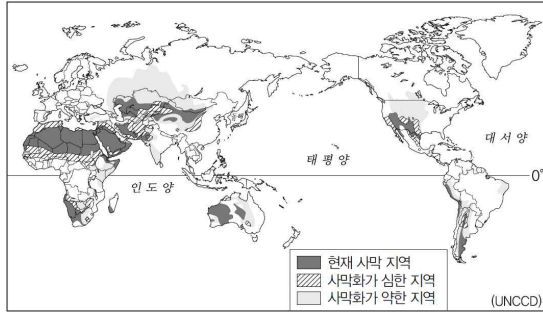 대서양
태평양
인도양
0°
현재 사막 지역
사막화가 심한 지역
사막화가 약한 지역
(UNCCD)